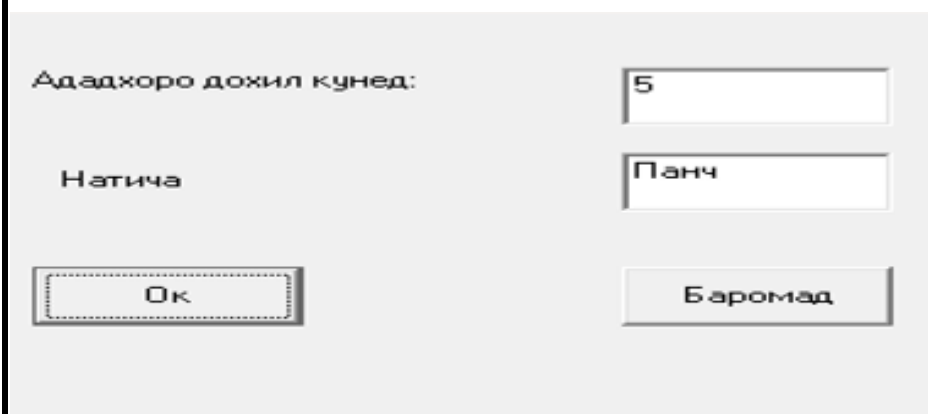 Ададхоро дохил кунед:
5
Натича
Панч
Ок
Баромад